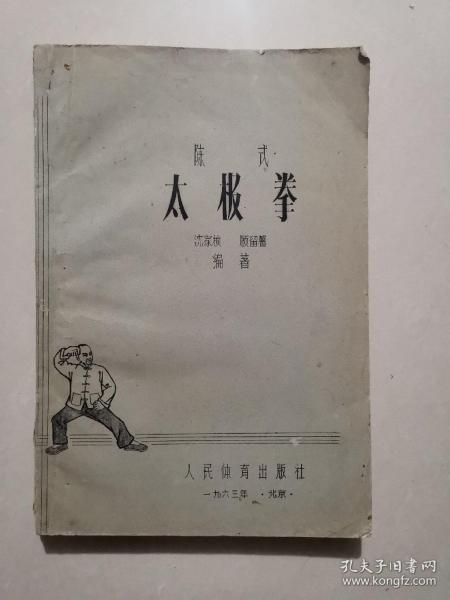 陈 式
太极拳
沈家桢 顾留馨
编著
人民体育出版社
一九六三年 ·北京·
孔夫子旧书网
www.kongfz.com